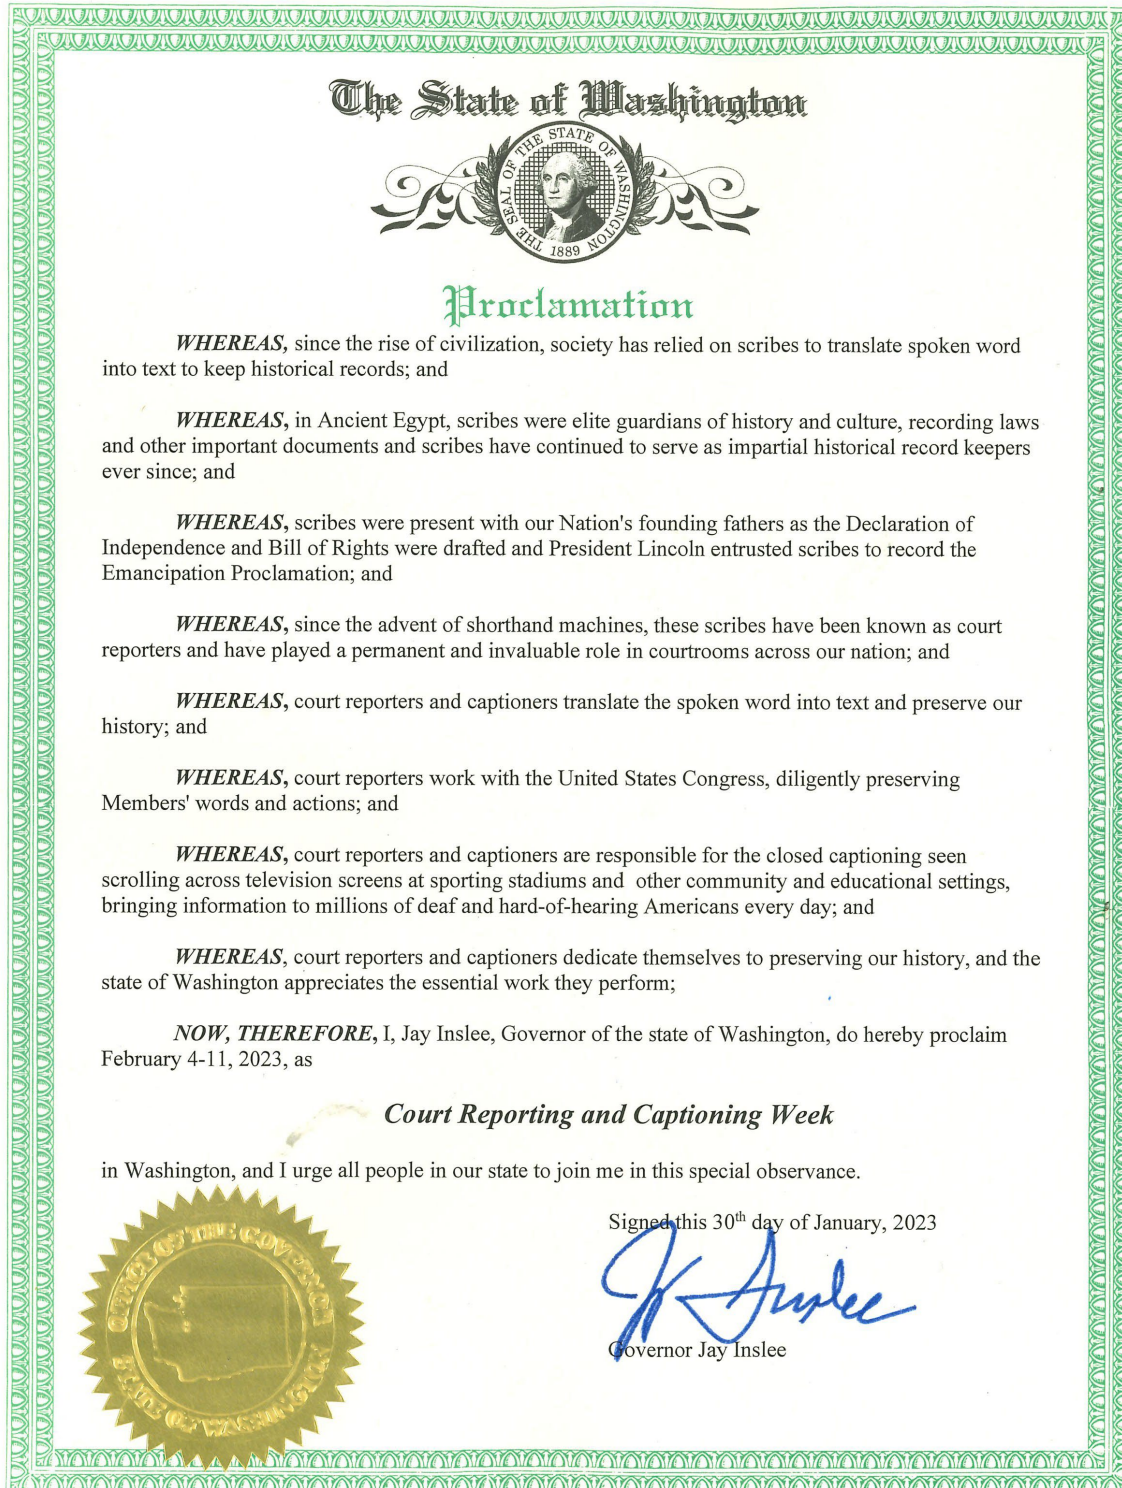 The State of Washington
THE SEAL OF THE STATE OF WASHINGTON
1889
Proclamation
WHEREAS, since the rise of civilization, society has relied on scribes to translate spoken word
into text to keep historical records; and
WHEREAS, in Ancient Egypt, scribes were elite guardians of history and culture, recording laws
and other important documents and scribes have continued to serve as impartial historical record keepers
ever since; and
WHEREAS, scribes were present with our Nation's founding fathers as the Declaration of
Independence and Bill of Rights were drafted and President Lincoln entrusted scribes to record the
Emancipation Proclamation; and
WHEREAS, since the advent of shorthand machines, these scribes have been known as court
reporters and have played a permanent and invaluable role in courtrooms across our nation; and
WHEREAS, court reporters and captioners translate the spoken word into text and preserve our
history; and
WHEREAS, court reporters work with the United States Congress, diligently preserving
Members' words and actions; and
WHEREAS, court reporters and captioners are responsible for the closed captioning seen
scrolling across television screens at sporting stadiums and other community and educational settings,
bringing information to millions of deaf and hard-of-hearing Americans every day; and
WHEREAS, court reporters and captioners dedicate themselves to preserving our history, and the
state of Washington appreciates the essential work they perform;
NOW, THEREFORE, I, Jay Inslee, Governor of the state of Washington, do hereby proclaim
February 4-11, 2023, as
Court Reporting and Captioning Week
in Washington, and I urge all people in our state to join me in this special observance.
Signed this 30th day of January, 2023
Jay Inslee
Governor Jay Inslee
OFFICE OF THE GOVERNOR
STATE OF WASHINGTON